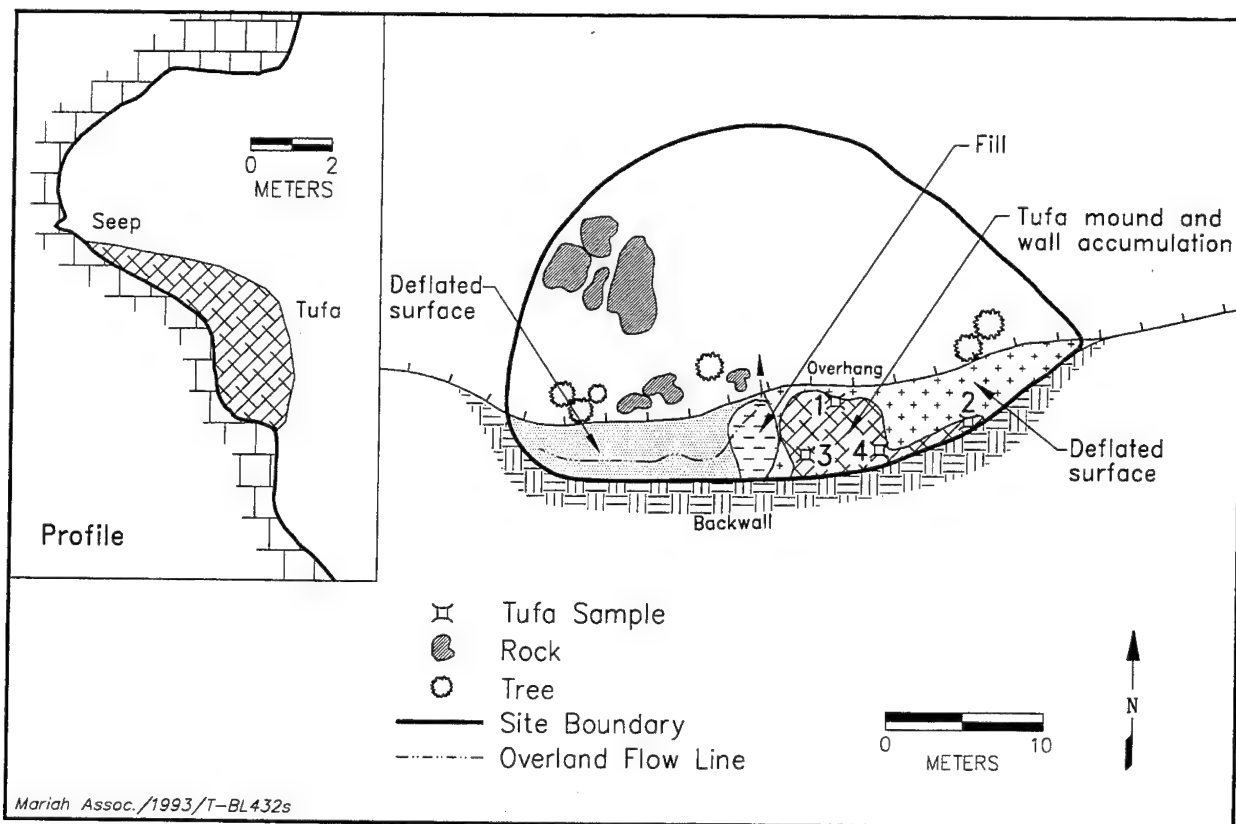 Seep
0 2
METERS
Tufa
Profile
Fill
Tufa mound and
wall accumulation
Deflated
surface
Overhang
1
2
3
4
Deflated
surface
Backwall
Tufa Sample
Rock
Tree
Site Boundary
Overland Flow Line
0 10
METERS
N
Mariah Assoc./1993/T-BL432s